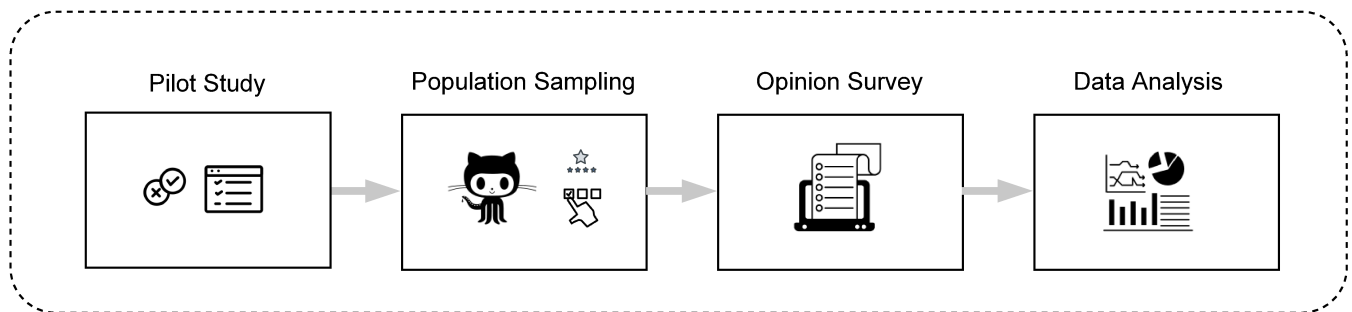 Pilot Study
Population Sampling
Opinion Survey
Data Analysis